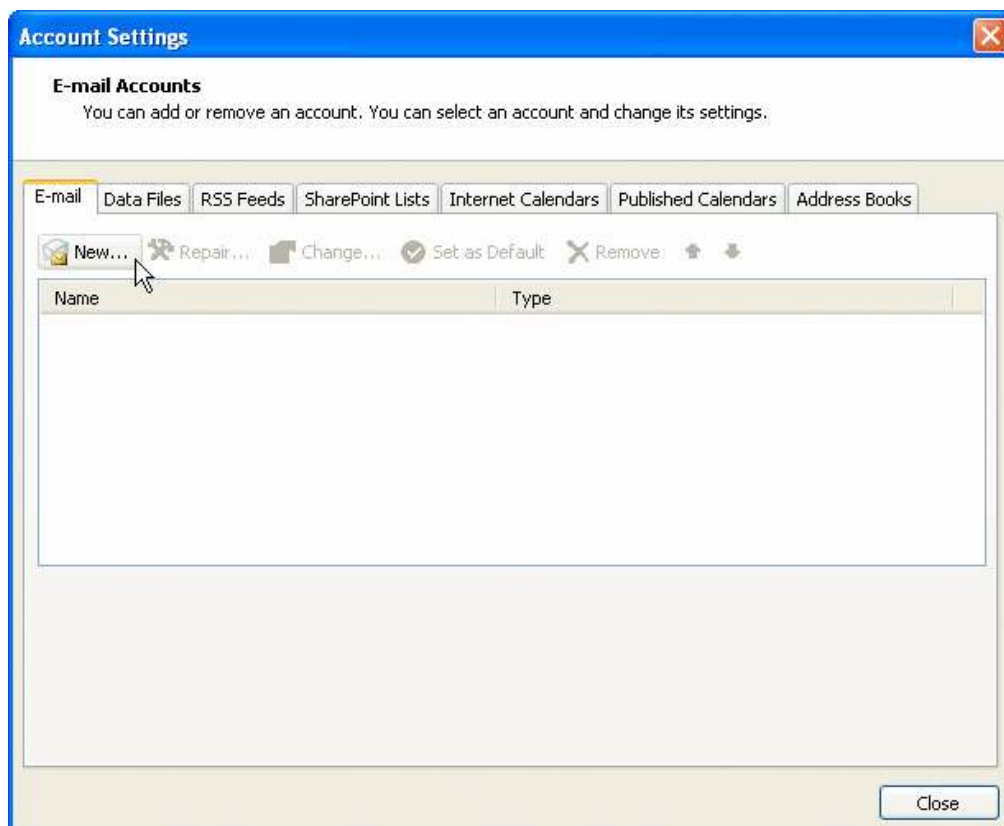 Account Settings
E-mail Accounts
You can add or remove an account. You can select an account and change its settings.
E-mail Data Files RSS Feeds SharePoint Lists Internet Calendars Published Calendars Address Books
New... Repair... Change... Set as Default Remove
Name Type
Close